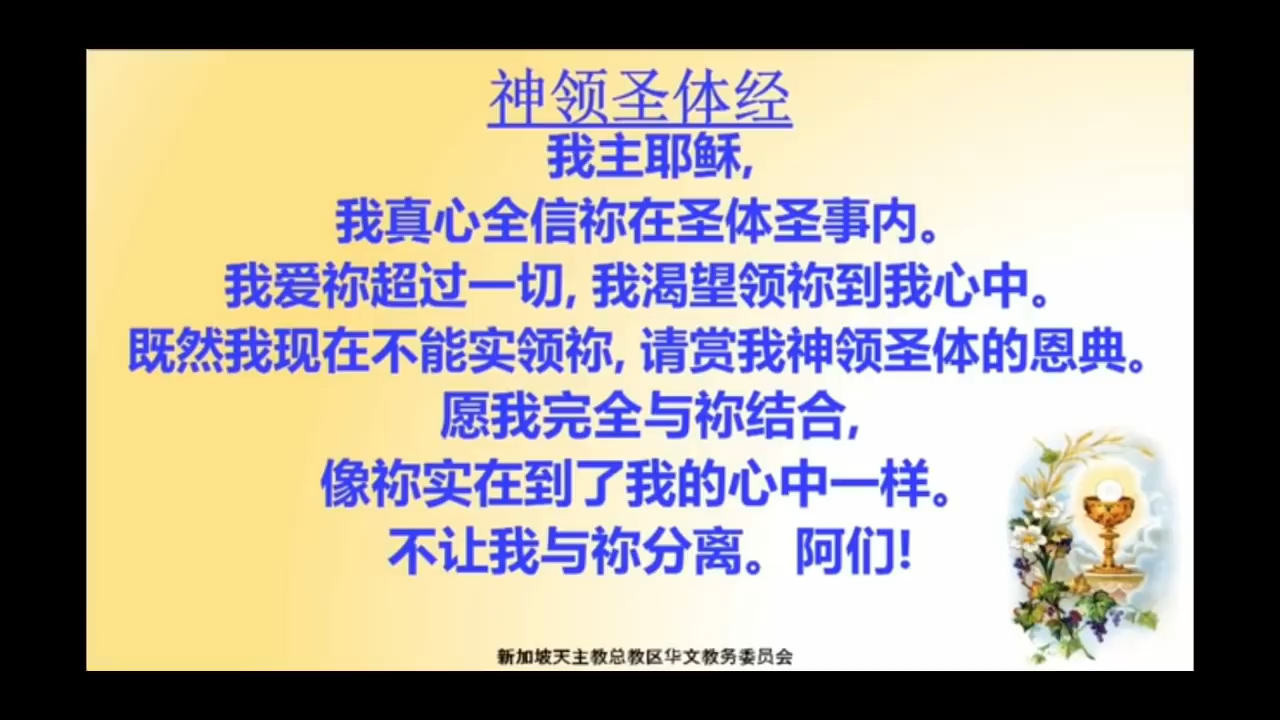 神领圣体经
我主耶稣,
我真心全信祢在圣体圣事内。
我爱祢超过一切, 我渴望领祢到我心中。
既然我现在不能实领祢, 请赏我神领圣体的恩典。
愿我完全与祢结合,
像祢实在到了我的心中一样。
不让我与祢分离。阿们!
新加坡天主教总教区华文教务委员会